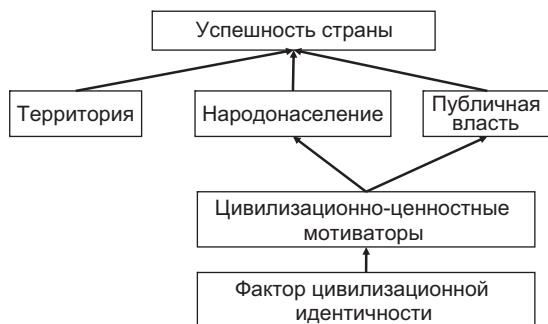 Успешность страны
Территория
Народонаселение
Публичная
власть
Цивилизационно-ценностные
мотиваторы
Фактор цивилизационной
идентичности